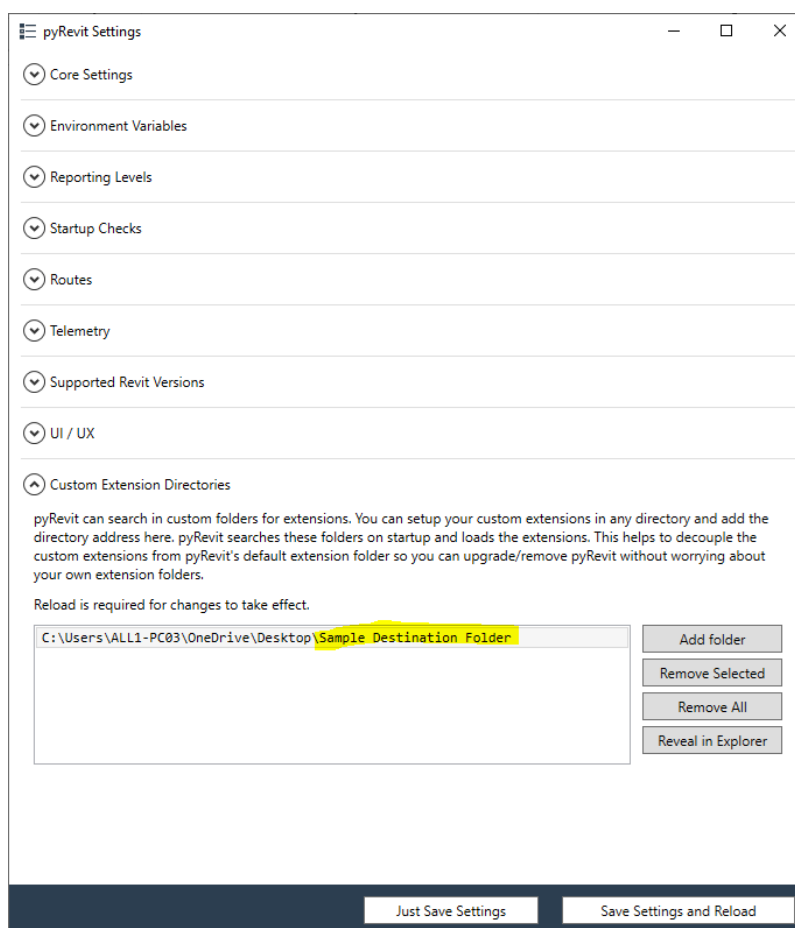 pyRevit Settings
Core Settings
Environment Variables
Reporting Levels
Startup Checks
Routes
Telemetry
Supported Revit Versions
UI / UX
Custom Extension Directories
pyRevit can search in custom folders for extensions. You can setup your custom extensions in any directory and add the
directory address here. pyRevit searches these folders on startup and loads the extensions. This helps to decouple the
custom extensions from pyRevit's default extension folder so you can upgrade/remove pyRevit without worrying about
your own extension folders.
Reload is required for changes to take effect.
C:\Users\ALL1-PC03\OneDrive\Desktop\Sample Destination Folder
Add folder
Remove Selected
Remove All
Reveal in Explorer
Just Save Settings
Save Settings and Reload